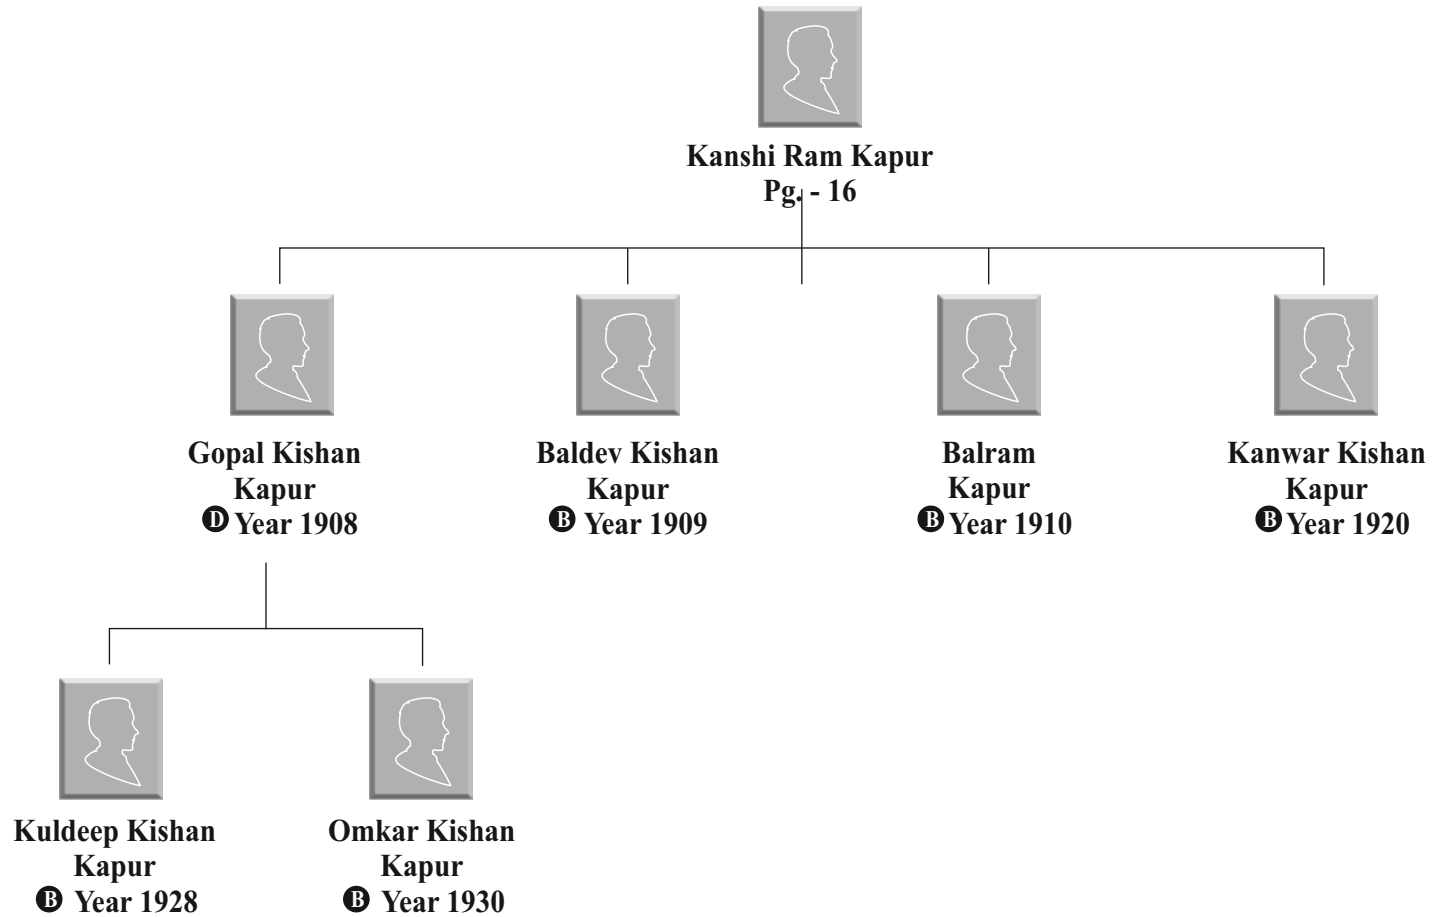 Kanshi Ram Kapur
Pg. - 16
Gopal Kishan
Kapur
D Year 1908
Baldev Kishan
Kapur
B Year 1909
Balram
Kapur
B Year 1910
Kanwar Kishan
Kapur
B Year 1920
Kuldeep Kishan
Kapur
B Year 1928
Omkar Kishan
Kapur
B Year 1930